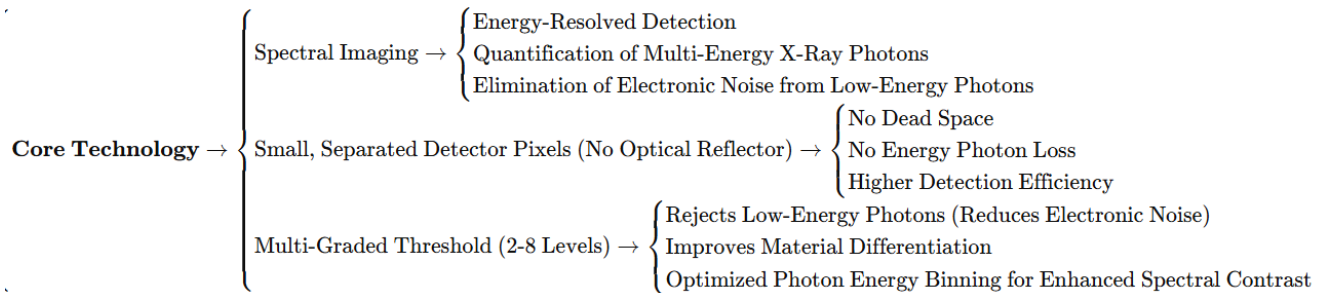 Energy-Resolved Detection
Spectral Imaging → Quantification of Multi-Energy X-Ray Photons
Elimination of Electronic Noise from Low-Energy Photons
No Dead Space
Core Technology → Small, Separated Detector Pixels (No Optical Reflector) → No Energy Photon Loss
Higher Detection Efficiency
Rejects Low-Energy Photons (Reduces Electronic Noise)
Multi-Graded Threshold (2-8 Levels) → Improves Material Differentiation
Optimized Photon Energy Binning for Enhanced Spectral Contrast